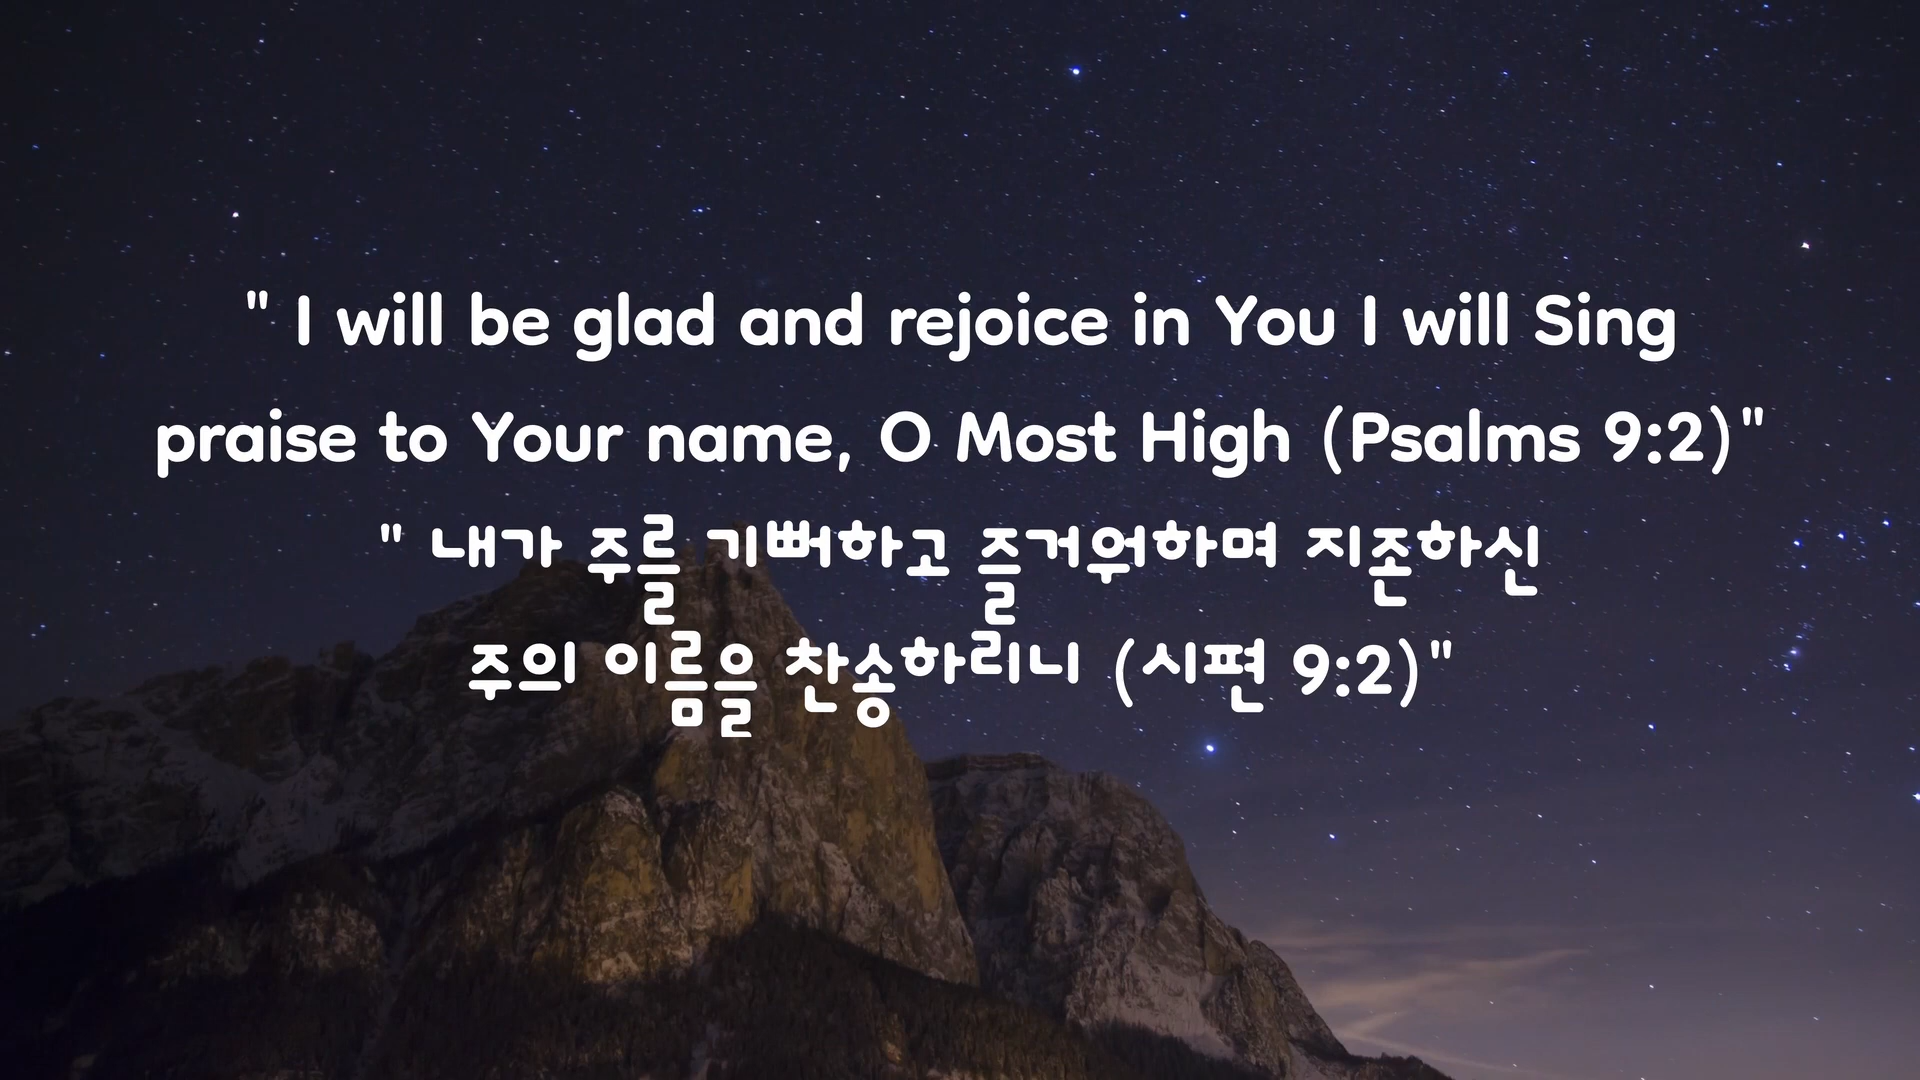 " I will be glad and rejoice in You I will Sing
praise to Your name, O Most High (Psalms 9:2)"
" 내가 주를 기뻐하고 즐거워하며 지존하신
주의 이름을 찬송하리니 (시편 9:2)"